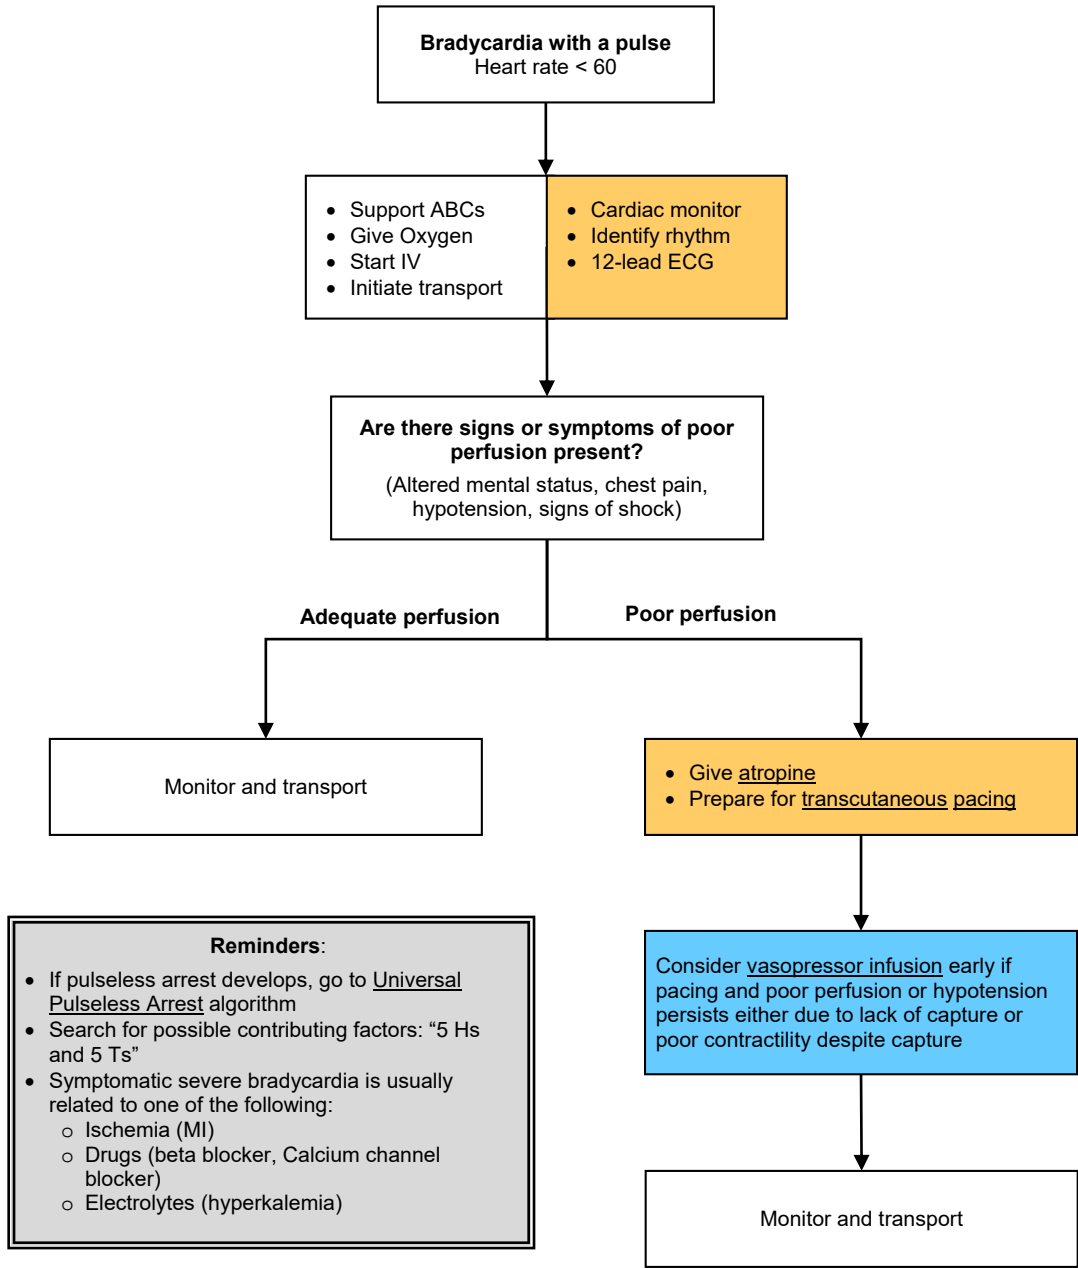 Bradycardia with a pulse
Heart rate < 60
• Support ABCs
• Give Oxygen
• Start IV
• Initiate transport
• Cardiac monitor
• Identify rhythm
• 12-lead ECG
Are there signs or symptoms of poor
perfusion present?
(Altered mental status, chest pain,
hypotension, signs of shock)
Adequate perfusion
Poor perfusion
Monitor and transport
• Give atropine
• Prepare for transcutaneous pacing
Consider vasopressor infusion early if
pacing and poor perfusion or hypotension
persists either due to lack of capture or
poor contractility despite capture
Monitor and transport
Reminders:
• If pulseless arrest develops, go to Universal
Pulseless Arrest algorithm
• Search for possible contributing factors: “5 Hs
and 5 Ts”
• Symptomatic severe bradycardia is usually
related to one of the following:
o Ischemia (MI)
o Drugs (beta blocker, Calcium channel
blocker)
o Electrolytes (hyperkalemia)